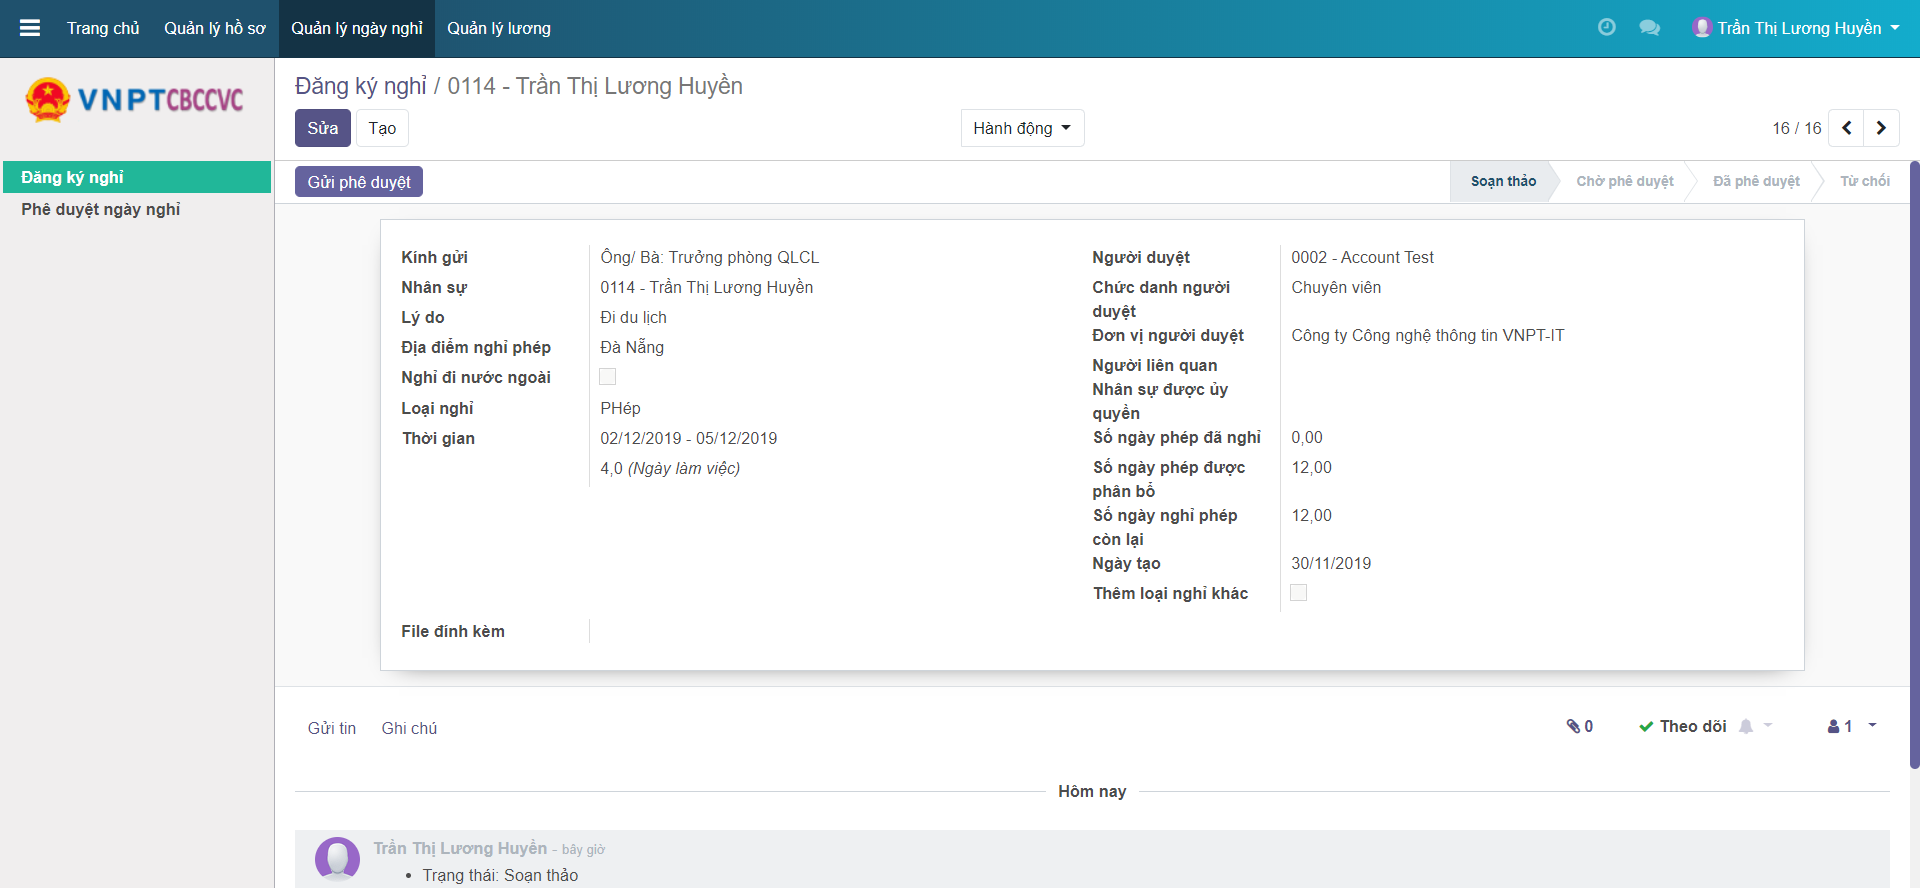 Trang chủ Quản lý hồ sơ Quản lý ngày nghỉ Quản lý lương Trần Thị Lương Huyền
VNPTCBCCVC
Đăng ký nghỉ
Phê duyệt ngày nghỉ
Đăng ký nghỉ / 0114 - Trần Thị Lương Huyền
Sửa Tạo Hành động 16 / 16
Gửi phê duyệt Soạn thảo Chờ phê duyệt Đã phê duyệt Từ chối
Kính gửi Ông/ Bà: Trưởng phòng QLCL
Nhân sự 0114 - Trần Thị Lương Huyền
Lý do Đi du lịch
Địa điểm nghỉ phép Đà Nẵng
Nghỉ đi nước ngoài
Loại nghỉ PHép
Thời gian 02/12/2019 - 05/12/2019
4,0 (Ngày làm việc)
File đính kèm
Người duyệt 0002 - Account Test
Chức danh người Chuyên viên
duyệt
Đơn vị người duyệt Công ty Công nghệ thông tin VNPT-IT
Người liên quan
Nhân sự được ủy
quyền
Số ngày phép đã nghỉ 0,00
Số ngày phép được 12,00
phân bổ
Số ngày nghỉ phép 12,00
còn lại
Ngày tạo 30/11/2019
Thêm loại nghỉ khác
Gửi tin Ghi chú 0 Theo dõi 1
Hôm nay
Trần Thị Lương Huyền - bây giờ
• Trạng thái: Soạn thảo